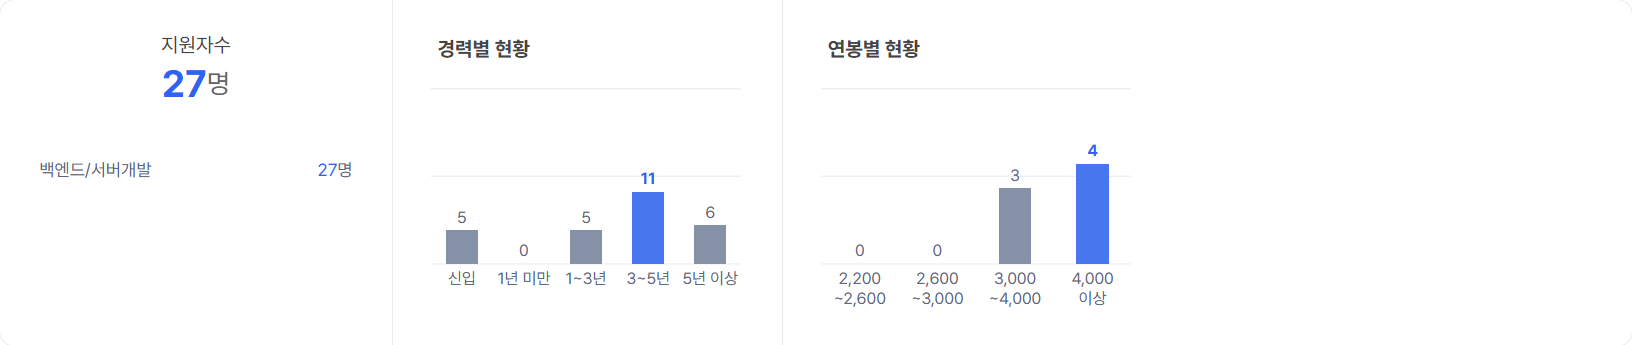 지원자수
27명
백엔드/서버개발 27명
경력별 현황
5 0 5 11 6
신입 1년 미만 1~3년 3~5년 5년 이상
연봉별 현황
0 0 3 4
2,200 2,600 3,000 4,000
~2,600 ~3,000 ~4,000 이상